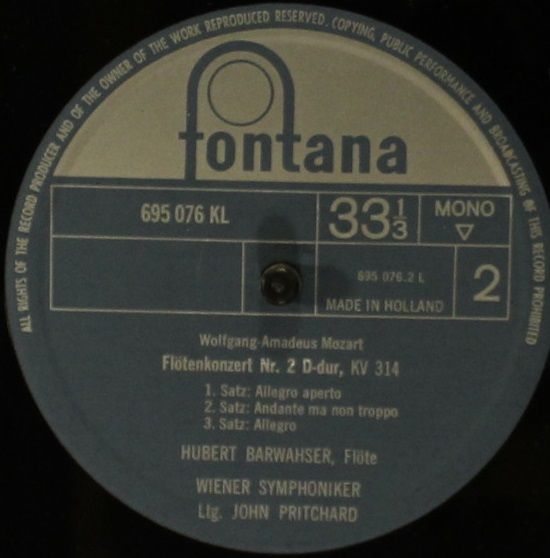 ALL RIGHTS OF THE RECORD PRODUCER AND OF THE OWNER OF THE WORK REPRODUCED RESERVED. COPYING, PUBLIC PERFORMANCE AND BROADCASTING OF THIS RECORD PROHIBITED
fontana
695 076 KL
33 1/3
MONO
▽
695 076.2 L
MADE IN HOLLAND
2
Wolfgang Amadeus Mozart
Flötenkonzert Nr. 2 D-dur, KV 314
1. Satz: Allegro aperto
2. Satz: Andante ma non troppo
3. Satz: Allegro
HUBERT BARWAHSER, Flöte
WIENER SYMPHONIKER
Ltg. JOHN PRITCHARD